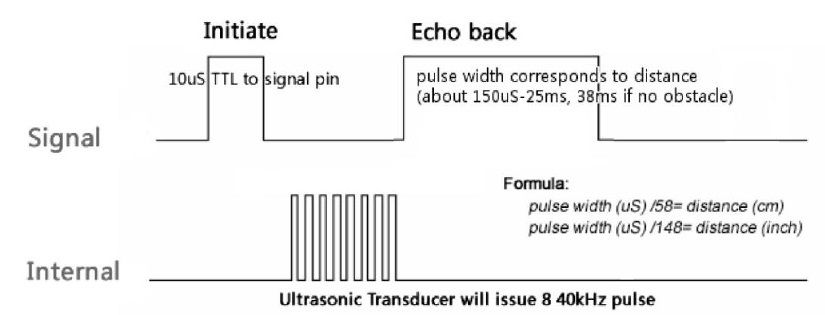 Initiate
Echo back
10uS TTL to signal pin
pulse width corresponds to distance
(about 150uS-25ms, 38ms if no obstacle)
Signal
Formula:
pulse width (uS) /58= distance (cm)
pulse width (uS) /148= distance (inch)
Internal
Ultrasonic Transducer will issue 8 40kHz pulse